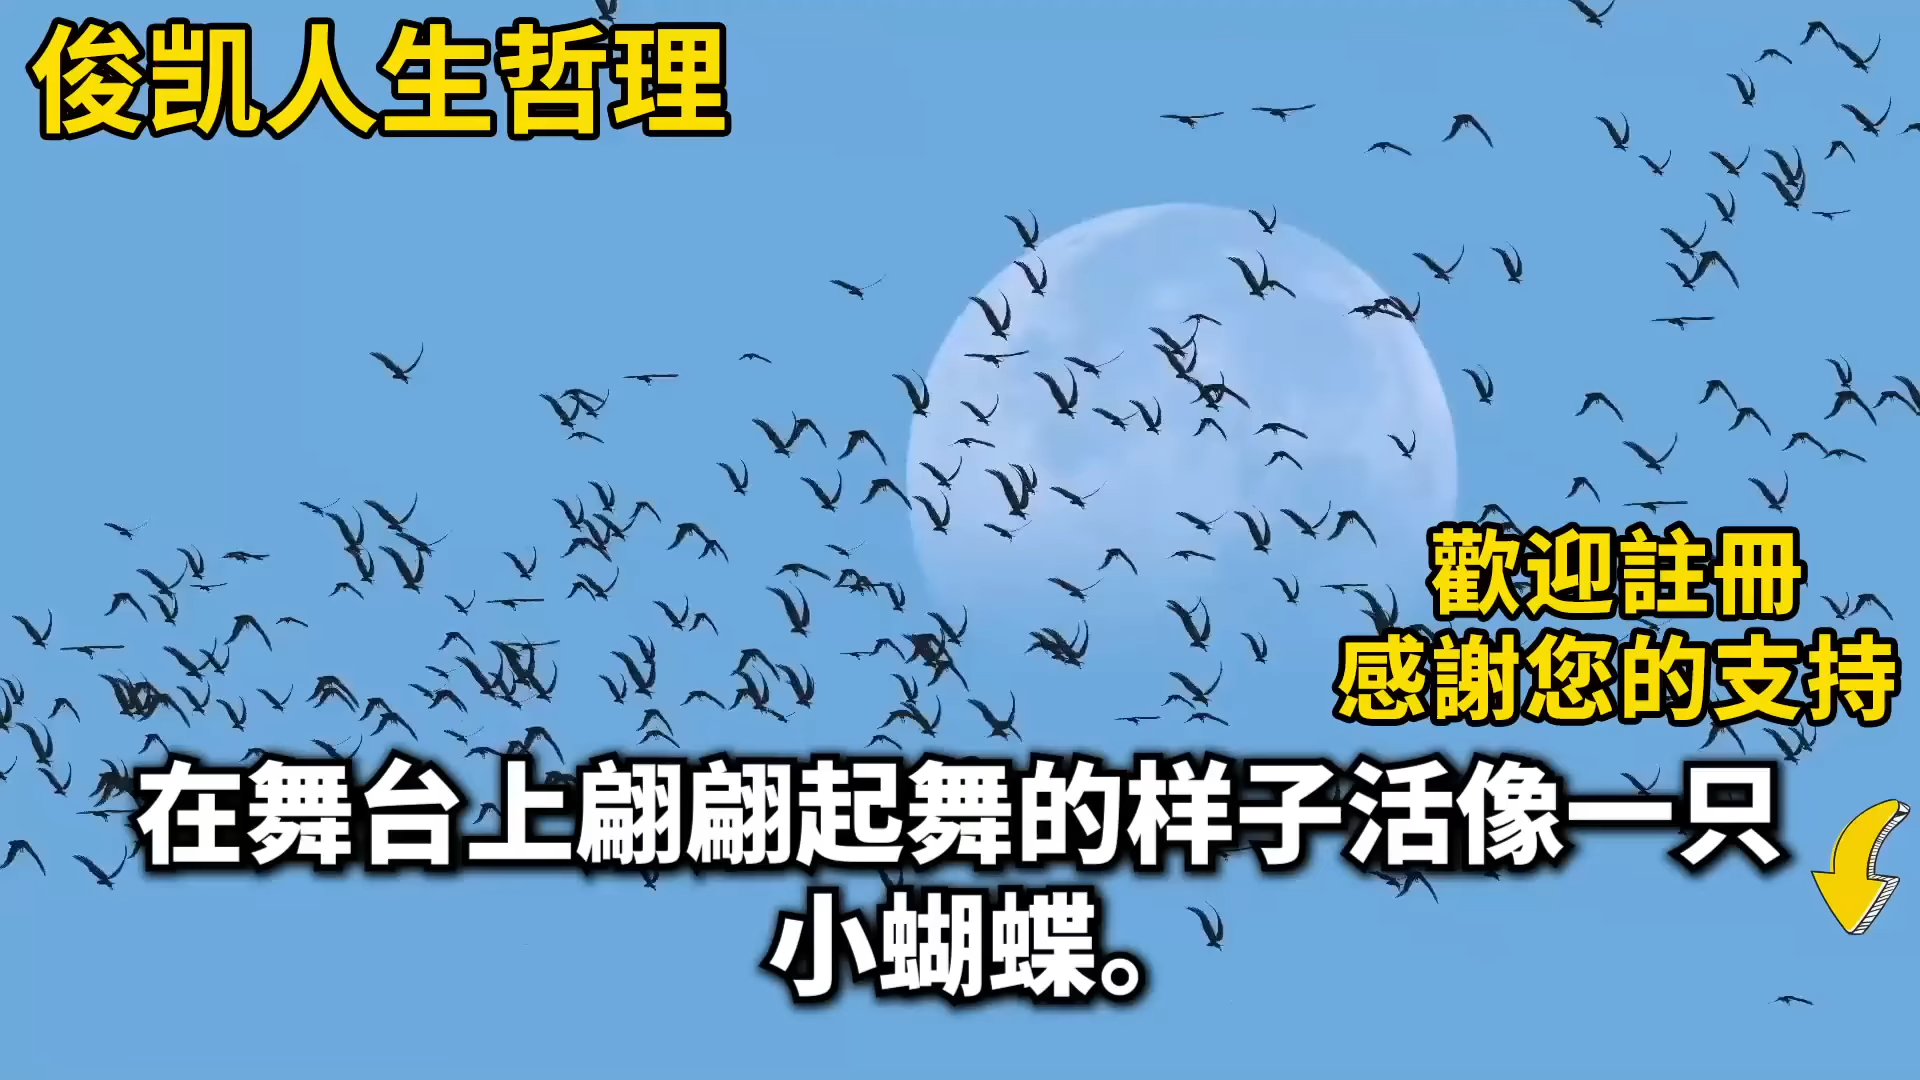 俊凯人生哲理
歡迎註冊
感謝您的支持
在舞台上翩翩起舞的样子活像一只
小蝴蝶。